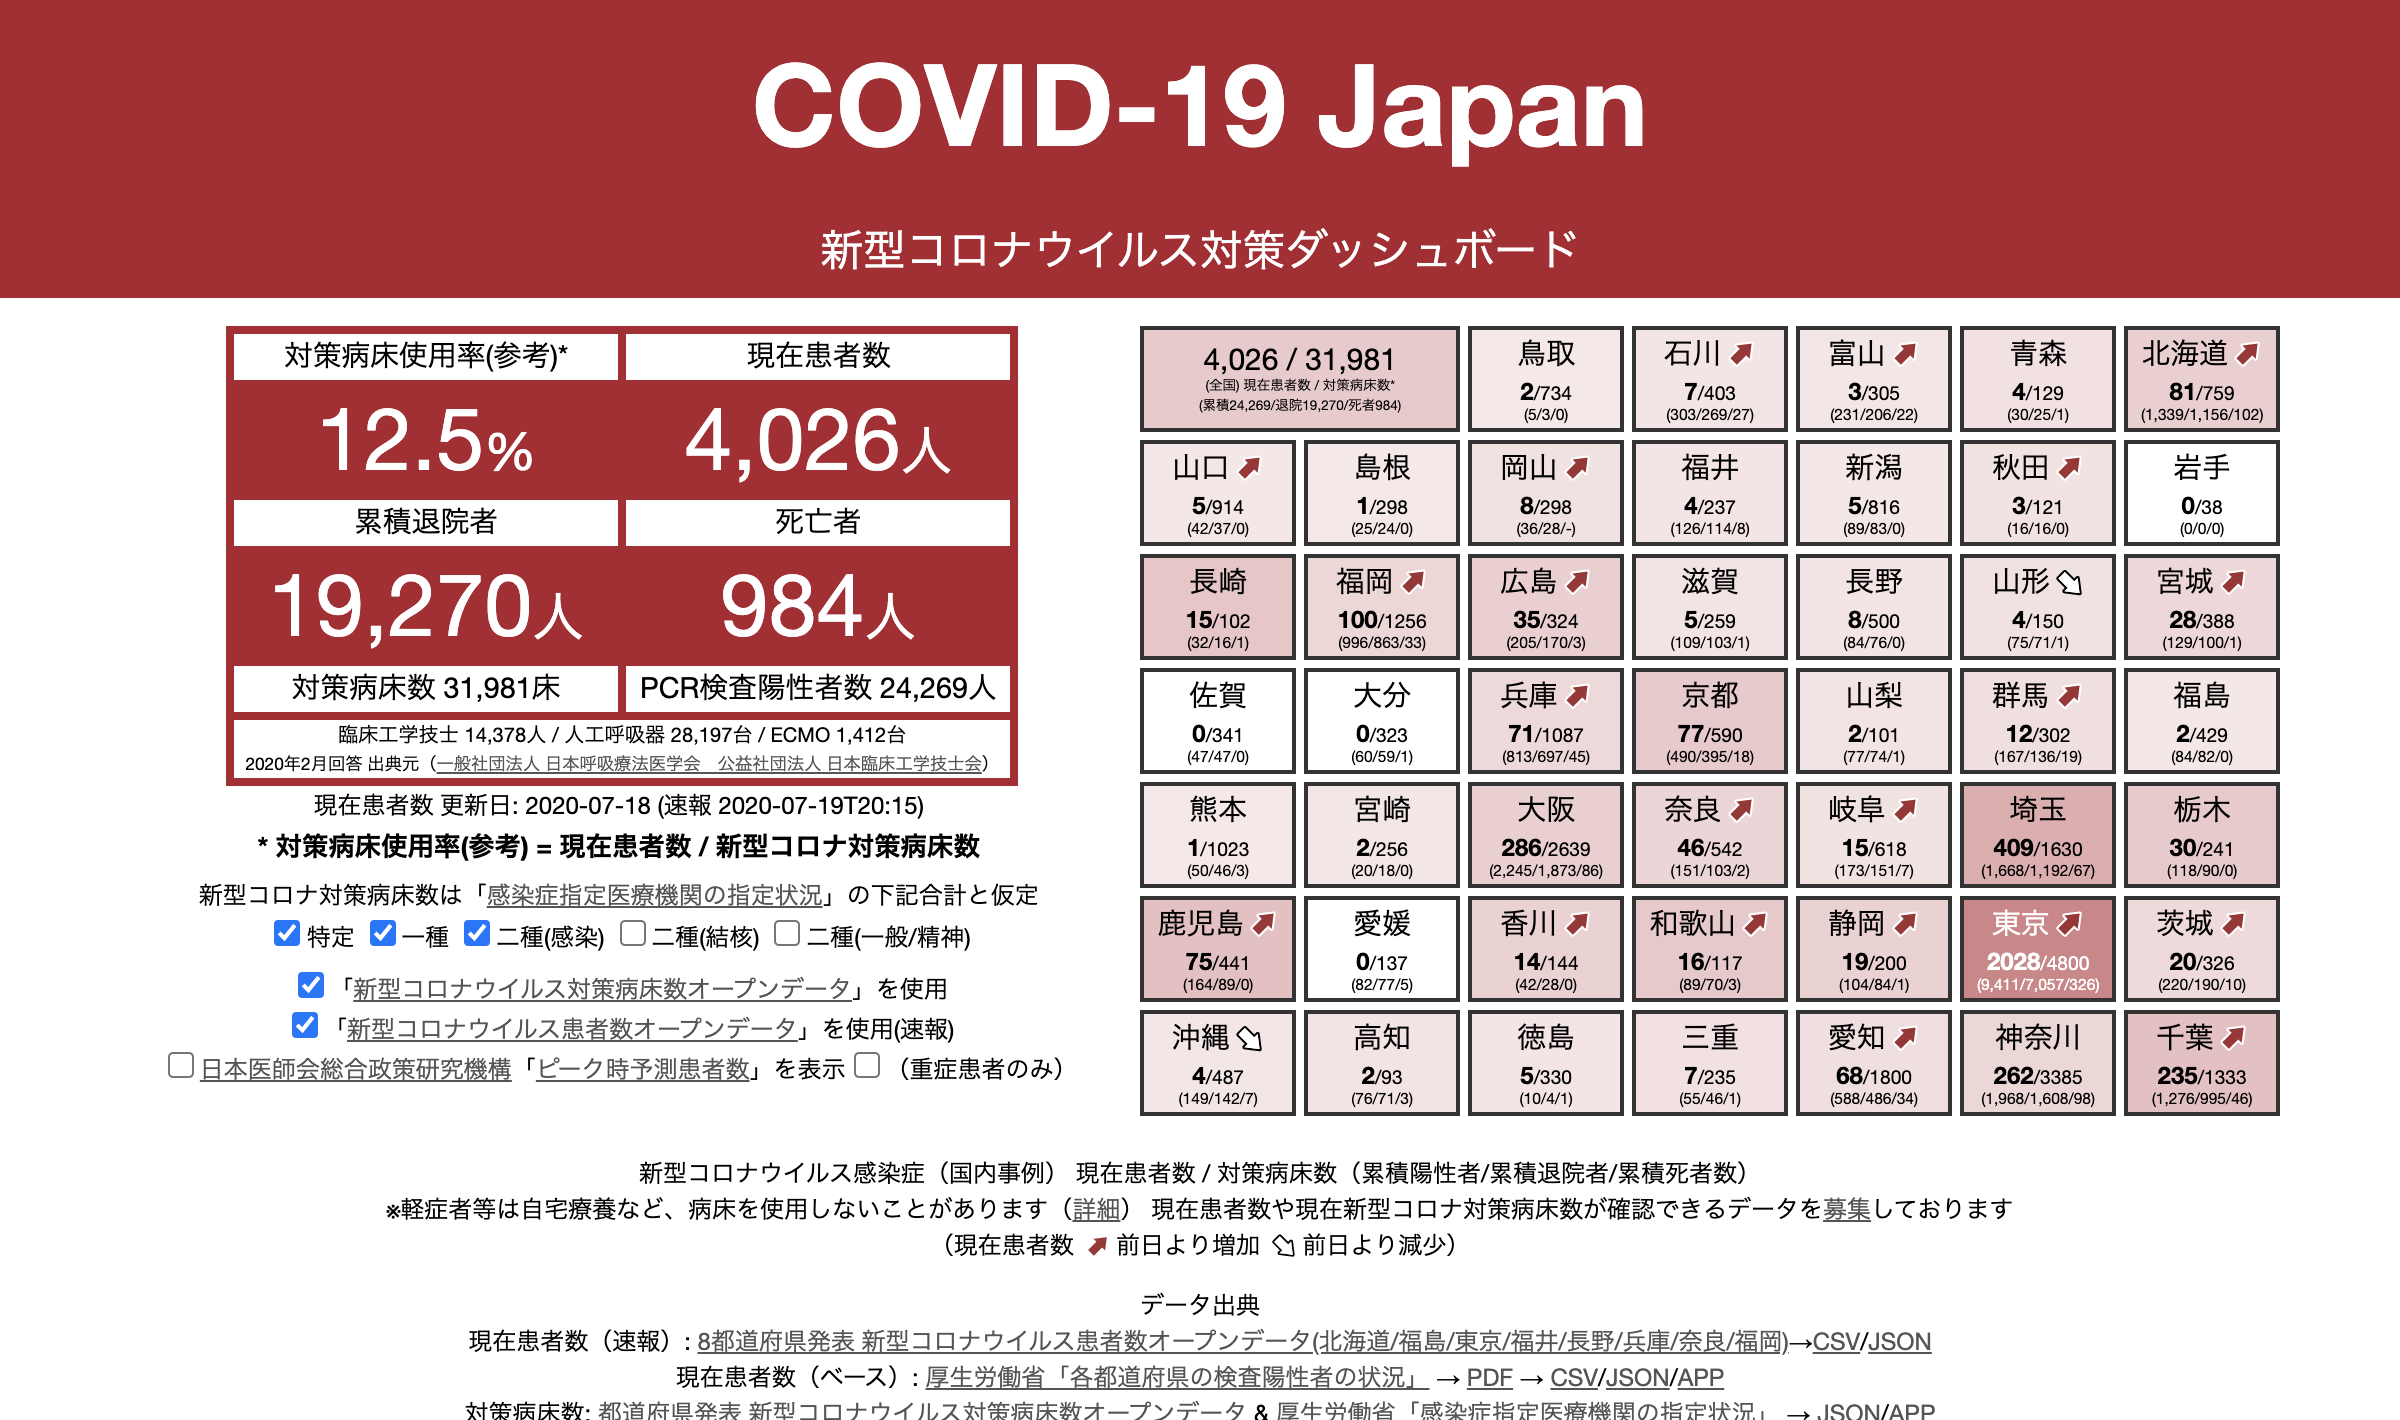 COVID-19 Japan
新型コロナウイルス対策ダッシュボード
対策病床使用率(参考)* 現在患者数
12.5% 4,026人
累積退院者 死亡者
19,270人 984人
対策病床数 31,981床 PCR検査陽性者数 24,269人
臨床工学技士 14,378人 / 人工呼吸器 28,197台 / ECMO 1,412台
2020年2月回答 出典元（一般社団法人 日本呼吸療法医学会　公益社団法人 日本臨床工学技士会）
現在患者数 更新日: 2020-07-18 (速報 2020-07-19T20:15)
* 対策病床使用率(参考) = 現在患者数 / 新型コロナ対策病床数
新型コロナ対策病床数は「感染症指定医療機関の指定状況」の下記合計と仮定
特定 一種 二種(感染) 二種(結核) 二種(一般/精神)
「新型コロナウイルス対策病床数オープンデータ」を使用
「新型コロナウイルス患者数オープンデータ」を使用(速報)
日本医師会総合政策研究機構「ピーク時予測患者数」を表示 （重症患者のみ）
4,026 / 31,981
(全国) 現在患者数 / 対策病床数*
(累積24,269/退院19,270/死者984)
鳥取
2/734
(5/3/0)
石川
7/403
(303/269/27)
富山
3/305
(231/206/22)
青森
4/129
(30/25/1)
北海道
81/759
(1,339/1,156/102)
山口
5/914
(42/37/0)
島根
1/298
(25/24/0)
岡山
8/298
(36/28/-)
福井
4/237
(126/114/8)
新潟
5/816
(89/83/0)
秋田
3/121
(16/16/0)
岩手
0/38
(0/0/0)
長崎
15/102
(32/16/1)
福岡
100/1256
(996/863/33)
広島
35/324
(205/170/3)
滋賀
5/259
(109/103/1)
長野
8/500
(84/76/0)
山形
4/150
(75/71/1)
宮城
28/388
(129/100/1)
佐賀
0/341
(47/47/0)
大分
0/323
(60/59/1)
兵庫
71/1087
(813/697/45)
京都
77/590
(490/395/18)
山梨
2/101
(77/74/1)
群馬
12/302
(167/136/19)
福島
2/429
(84/82/0)
熊本
1/1023
(50/46/3)
宮崎
2/256
(20/18/0)
大阪
286/2639
(2,245/1,873/86)
奈良
46/542
(151/103/2)
岐阜
15/618
(173/151/7)
埼玉
409/1630
(1,668/1,192/67)
栃木
30/241
(118/90/0)
鹿児島
75/441
(164/89/0)
愛媛
0/137
(82/77/5)
香川
14/144
(42/28/0)
和歌山
16/117
(89/70/3)
静岡
19/200
(104/84/1)
東京
2028/4800
(9,411/7,057/326)
茨城
20/326
(220/190/10)
沖縄
4/487
(149/142/7)
高知
2/93
(76/71/3)
徳島
5/330
(10/4/1)
三重
7/235
(55/46/1)
愛知
68/1800
(588/486/34)
神奈川
262/3385
(1,968/1,608/98)
千葉
235/1333
(1,276/995/46)
新型コロナウイルス感染症（国内事例） 現在患者数 / 対策病床数（累積陽性者/累積退院者/累積死者数）
※軽症者等は自宅療養など、病床を使用しないことがあります（詳細） 現在患者数や現在新型コロナ対策病床数が確認できるデータを募集しております
（現在患者数 前日より増加 前日より減少）
データ出典
現在患者数（速報）: 8都道府県発表 新型コロナウイルス患者数オープンデータ(北海道/福島/東京/福井/長野/兵庫/奈良/福岡)→CSV/JSON
現在患者数（ベース）: 厚生労働省「各都道府県の検査陽性者の状況」 → PDF → CSV/JSON/APP
対策病床数: 都道府県発表 新型コロナウイルス対策病床数オープンデータ & 厚生労働省「感染症指定医療機関の指定状況」 → JSON/APP